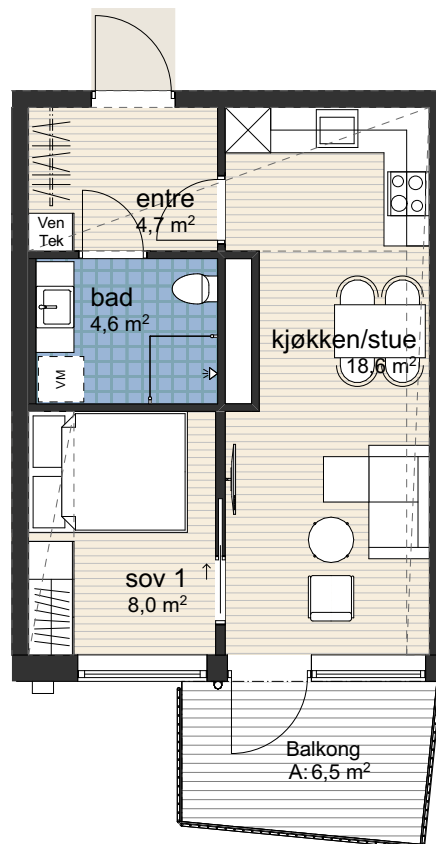 entre
4,7 m²
Ven
Tek
bad
4,6 m²
VM
kjøkken/stue
18,6 m²
sov 1
8,0 m²
Balkong
A: 6,5 m²